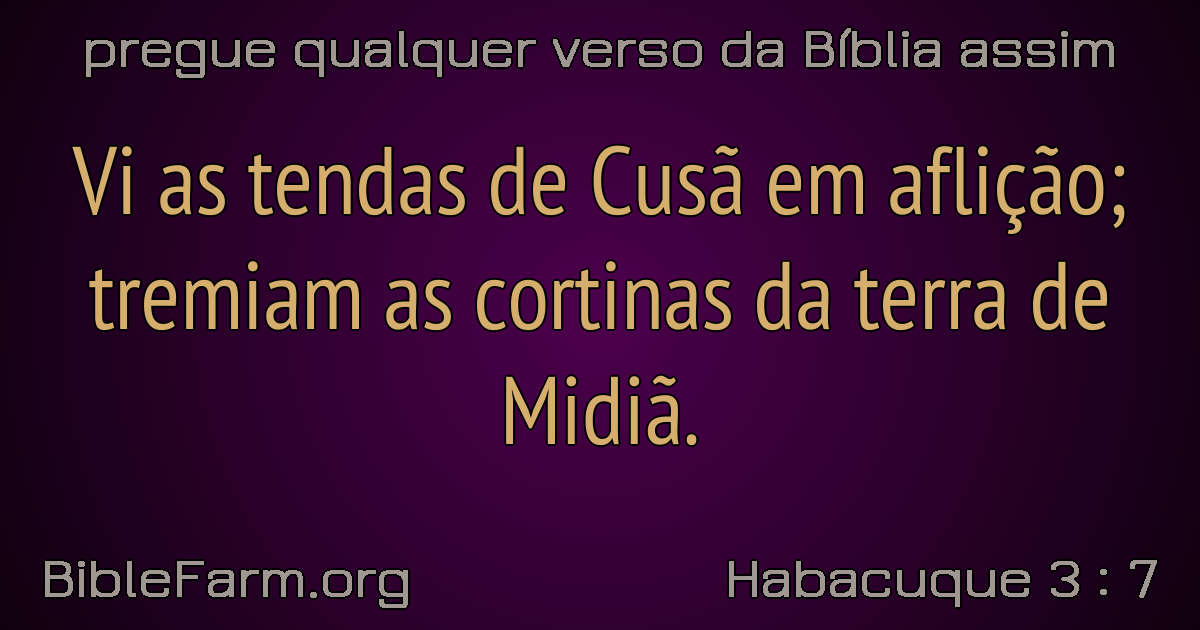 pregue qualquer verso da Bíblia assim
Vi as tendas de Cusã em aflição;
tremiam as cortinas da terra de
Midiã.
BibleFarm.org
Habacuque 3 : 7